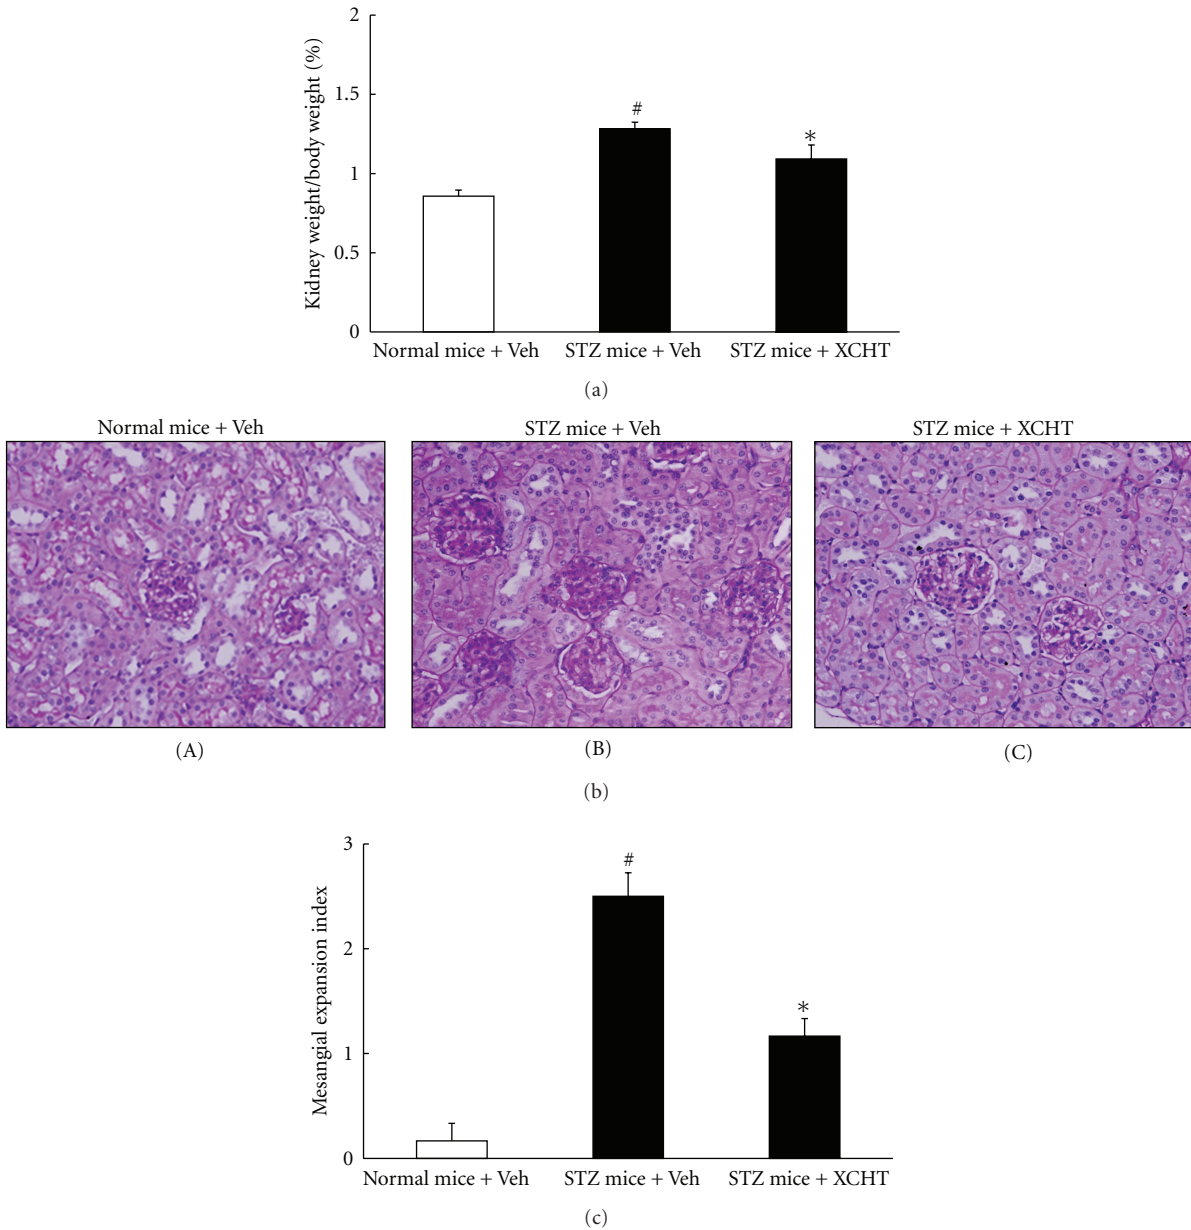 2
1.5
1
0.5
0
Kidney weight/body weight (%)
#
*
Normal mice + Veh STZ mice + Veh STZ mice + XCHT
(a)
Normal mice + Veh STZ mice + Veh STZ mice + XCHT
(A) (B) (C)
(b)
3
2
1
0
Mesangial expansion index
#
*
Normal mice + Veh STZ mice + Veh STZ mice + XCHT
(c)